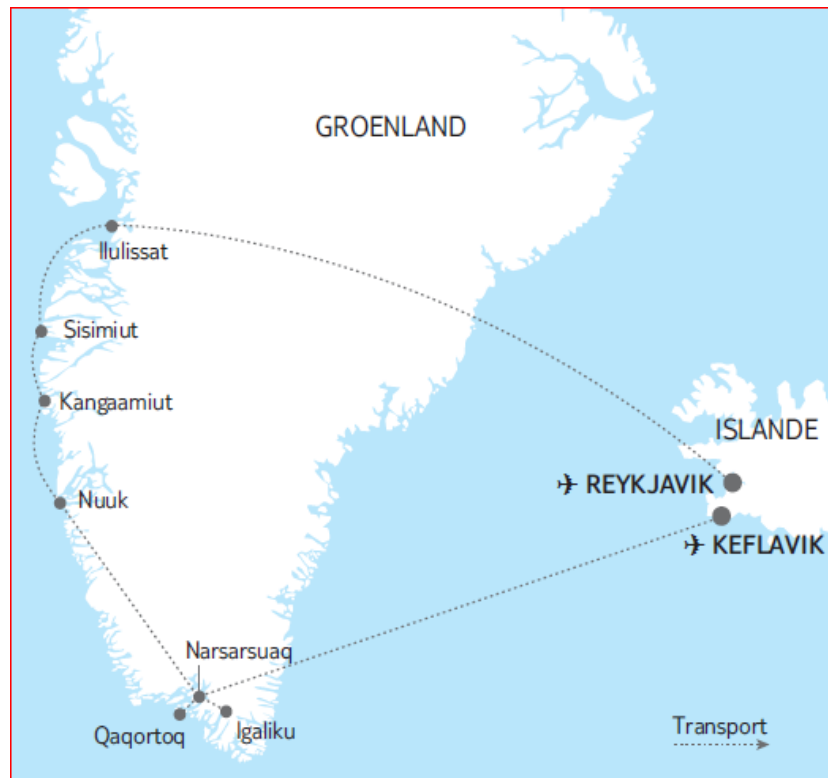 GROENLAND
Ilulissat
Sisimiut
Kangaamiut
ISLANDE
✈ REYKJAVIK
Nuuk
✈ KEFLAVIK
Narsarsuaq
Qaqortoq
Igaliku
Transport